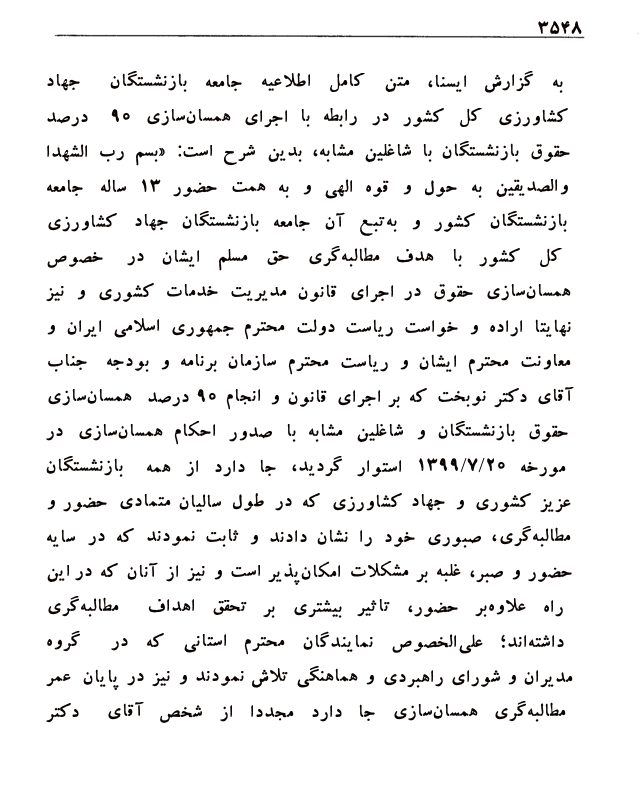 ۳۵۴۸
به گزارش ایسنا، متن کامل اطلاعیه جامعه بازنشستگان جهاد
کشاورزی کل کشور در رابطه با اجرای همسان‌سازی ۹۰ درصد
حقوق بازنشستگان با شاغلین مشابه، بدین شرح است: «بسم رب الشهدا
والصدیقین به حول و قوه الهی و به همت حضور ۱۳ ساله جامعه
بازنشستگان کشور و به‌تبع آن جامعه بازنشستگان جهاد کشاورزی
کل کشور با هدف مطالبه‌گری حق مسلم ایشان در خصوص
همسان‌سازی حقوق در اجرای قانون مدیریت خدمات کشوری و نیز
نهایتا اراده و خواست ریاست دولت محترم جمهوری اسلامی ایران و
معاونت محترم ایشان و ریاست محترم سازمان برنامه و بودجه جناب
آقای دکتر نوبخت که بر اجرای قانون و انجام ۹۰ درصد همسان‌سازی
حقوق بازنشستگان و شاغلین مشابه با صدور احکام همسان‌سازی در
مورخه ۱۳۹۹/۷/۲۰ استوار گردید، جا دارد از همه بازنشستگان
عزیز کشوری و جهاد کشاورزی که در طول سالیان متمادی حضور و
مطالبه‌گری، صبوری خود را نشان دادند و ثابت نمودند که در سایه
حضور و صبر، غلبه بر مشکلات امکان‌پذیر است و نیز از آنان که در این
راه علاوه‌بر حضور، تاثیر بیشتری بر تحقق اهداف مطالبه‌گری
داشته‌اند؛ علی‌الخصوص نمایندگان محترم استانی که در گروه
مدیران و شورای راهبردی و هماهنگی تلاش نمودند و نیز در پایان عمر
مطالبه‌گری همسان‌سازی جا دارد مجددا از شخص آقای دکتر